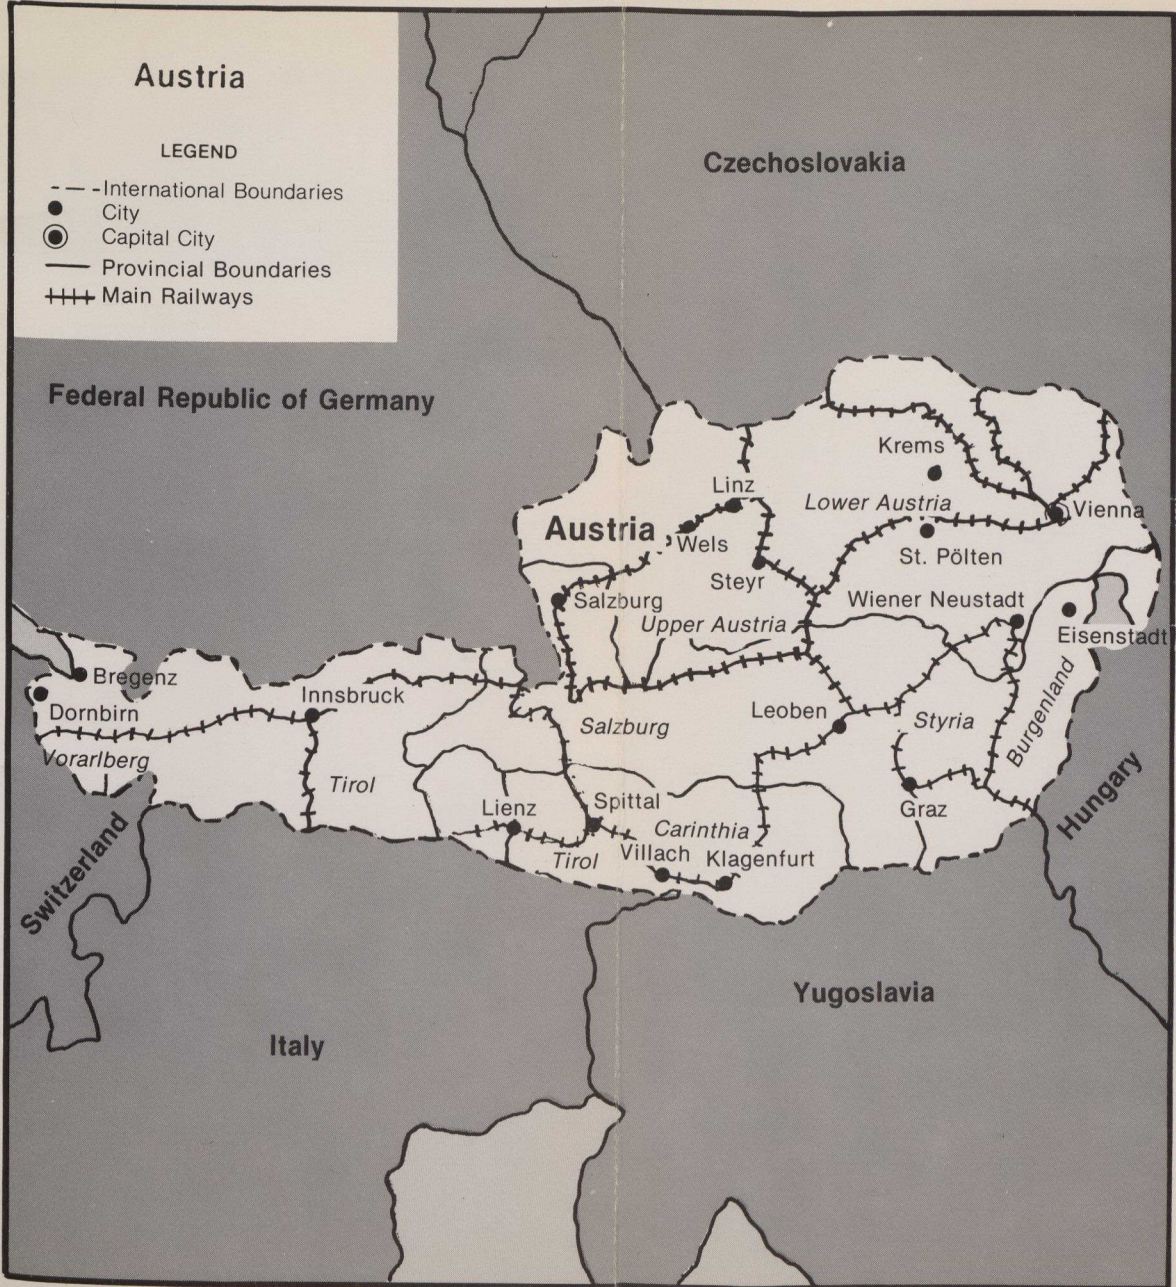 Austria
LEGEND
International Boundaries
City
Capital City
Provincial Boundaries
Main Railways
Czechoslovakia
Federal Republic of Germany
Krems
Linz
Lower Austria
Vienna
Austria
Wels
St. Pölten
Steyr
Salzburg
Wiener Neustadt
Upper Austria
Eisenstadt
Bregenz
Innsbruck
Dornbirn
Leoben
Salzburg
Styria
Burgenland
Vorarlberg
Tirol
Lienz
Spittal
Graz
Hungary
Carinthia
Switzerland
Tirol
Villach
Klagenfurt
Yugoslavia
Italy